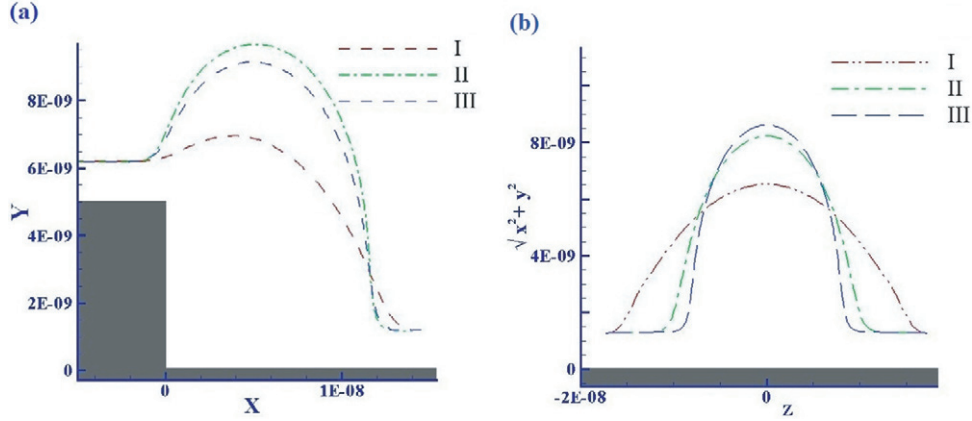 (a)
I
II
III
8E-09
6E-09
4E-09
2E-09
0
Y
0
1E-08
X
(b)
I
II
III
8E-09
4E-09
0
√x²+y²
-2E-08
0
z